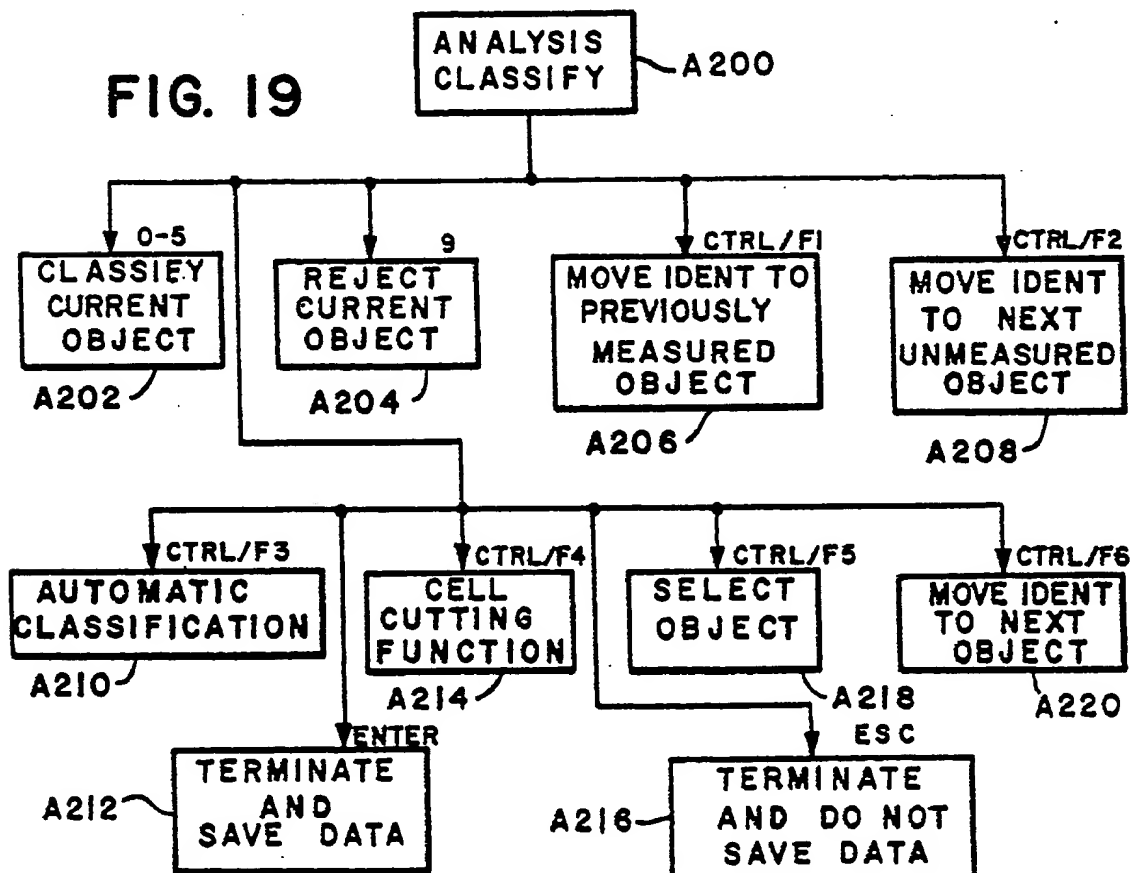 ANALYSIS
CLASSIFY
A200
FIG. 19
0-5
CLASSIFY
CURRENT
OBJECT
A202
9
REJECT
CURRENT
OBJECT
A204
CTRL/F1
MOVE IDENT TO
PREVIOUSLY
MEASURED
OBJECT
A206
CTRL/F2
MOVE IDENT
TO NEXT
UNMEASURED
OBJECT
A208
CTRL/F3
AUTOMATIC
CLASSIFICATION
A210
CTRL/F4
CELL
CUTTING
FUNCTION
A214
CTRL/F5
SELECT
OBJECT
A218
CTRL/F6
MOVE IDENT
TO NEXT
OBJECT
A220
ENTER
TERMINATE
AND
SAVE DATA
A212
ESC
TERMINATE
AND DO NOT
SAVE DATA
A216